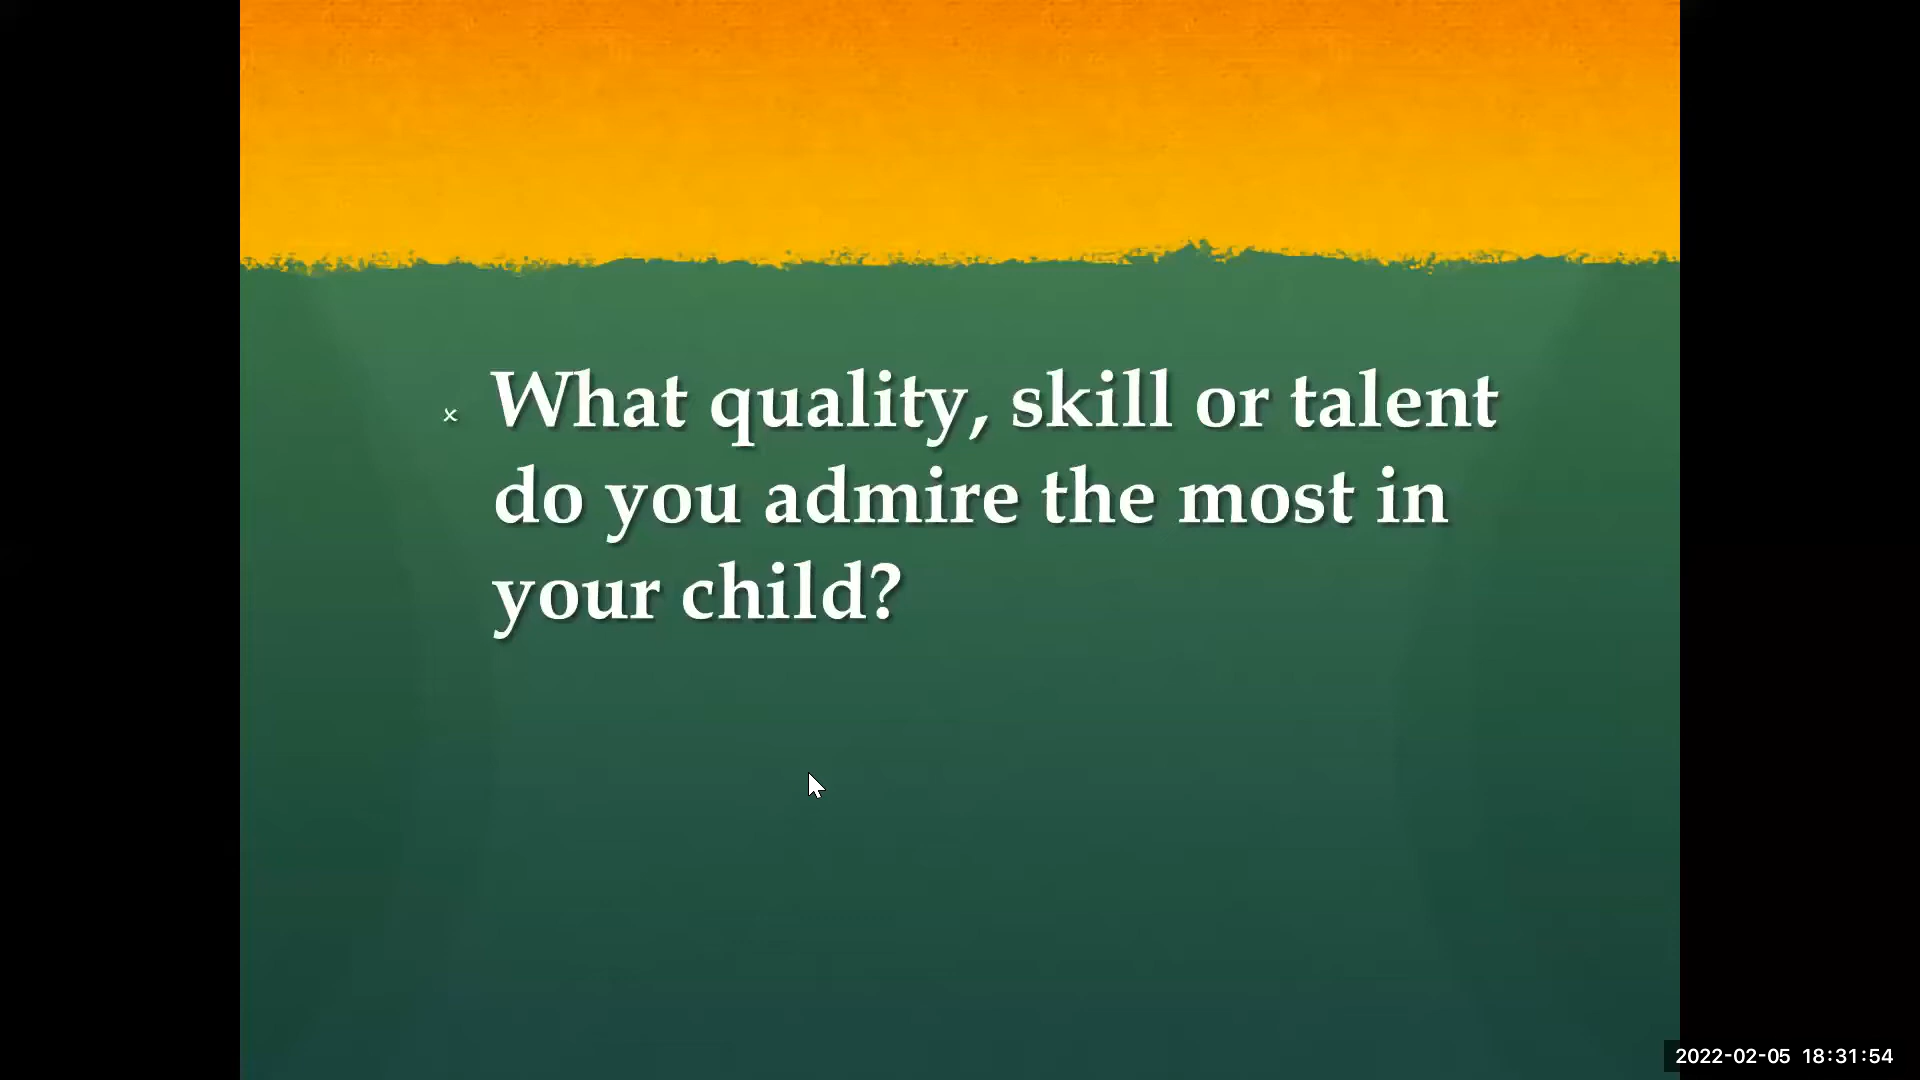 What quality, skill or talent
do you admire the most in
your child?
2022-02-05 18:31:54